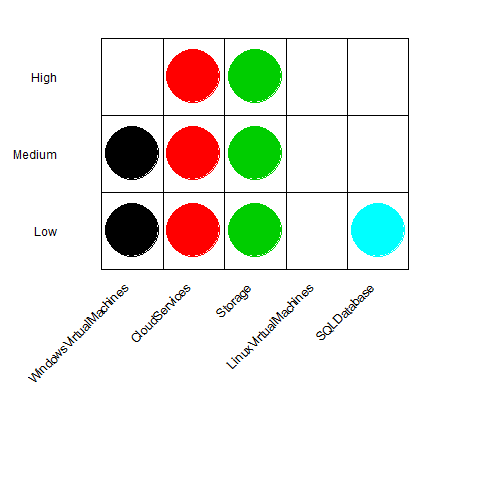 High
Medium
Low
WindowsVirtualMachines
CloudServices
Storage
LinuxVirtualMachines
SQLDatabase